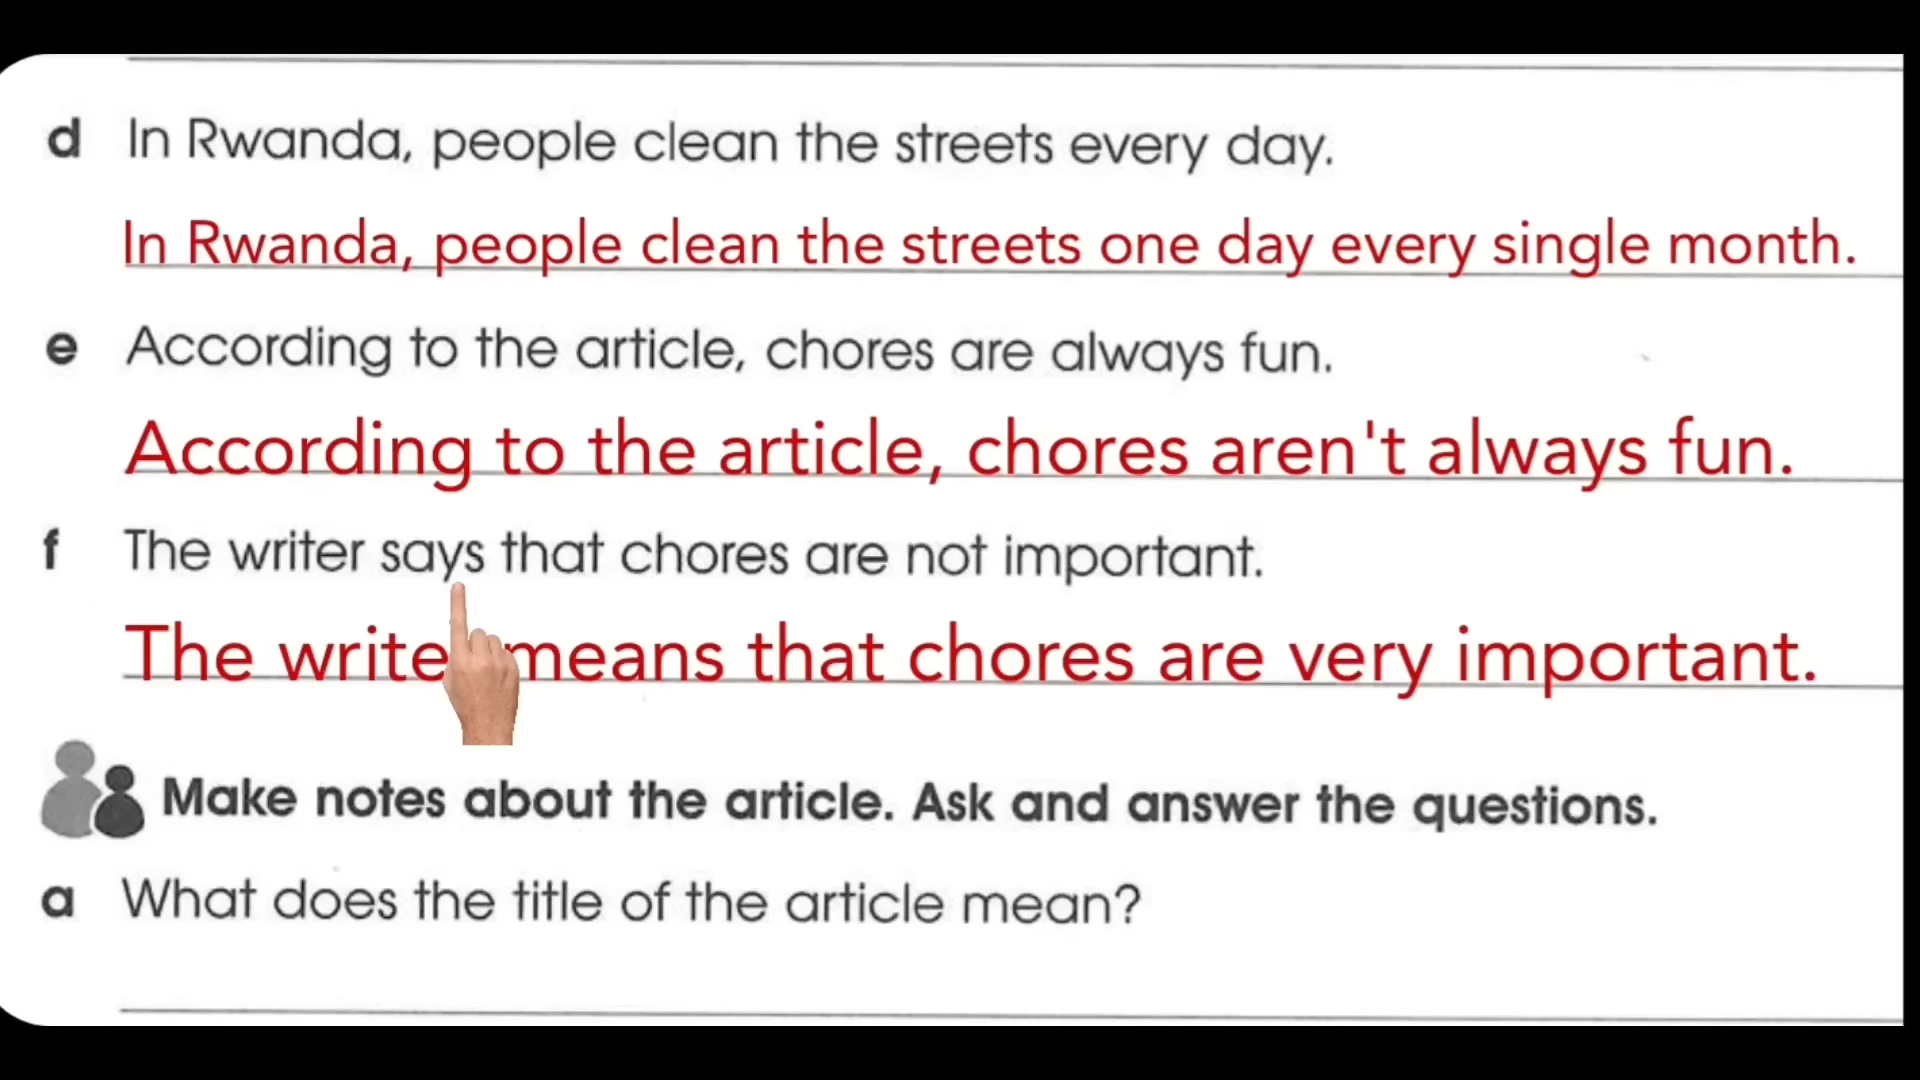 d In Rwanda, people clean the streets every day.
In Rwanda, people clean the streets one day every single month.
e According to the article, chores are always fun.
According to the article, chores aren't always fun.
f The writer says that chores are not important.
The write means that chores are very important.
Make notes about the article. Ask and answer the questions.
a What does the title of the article mean?